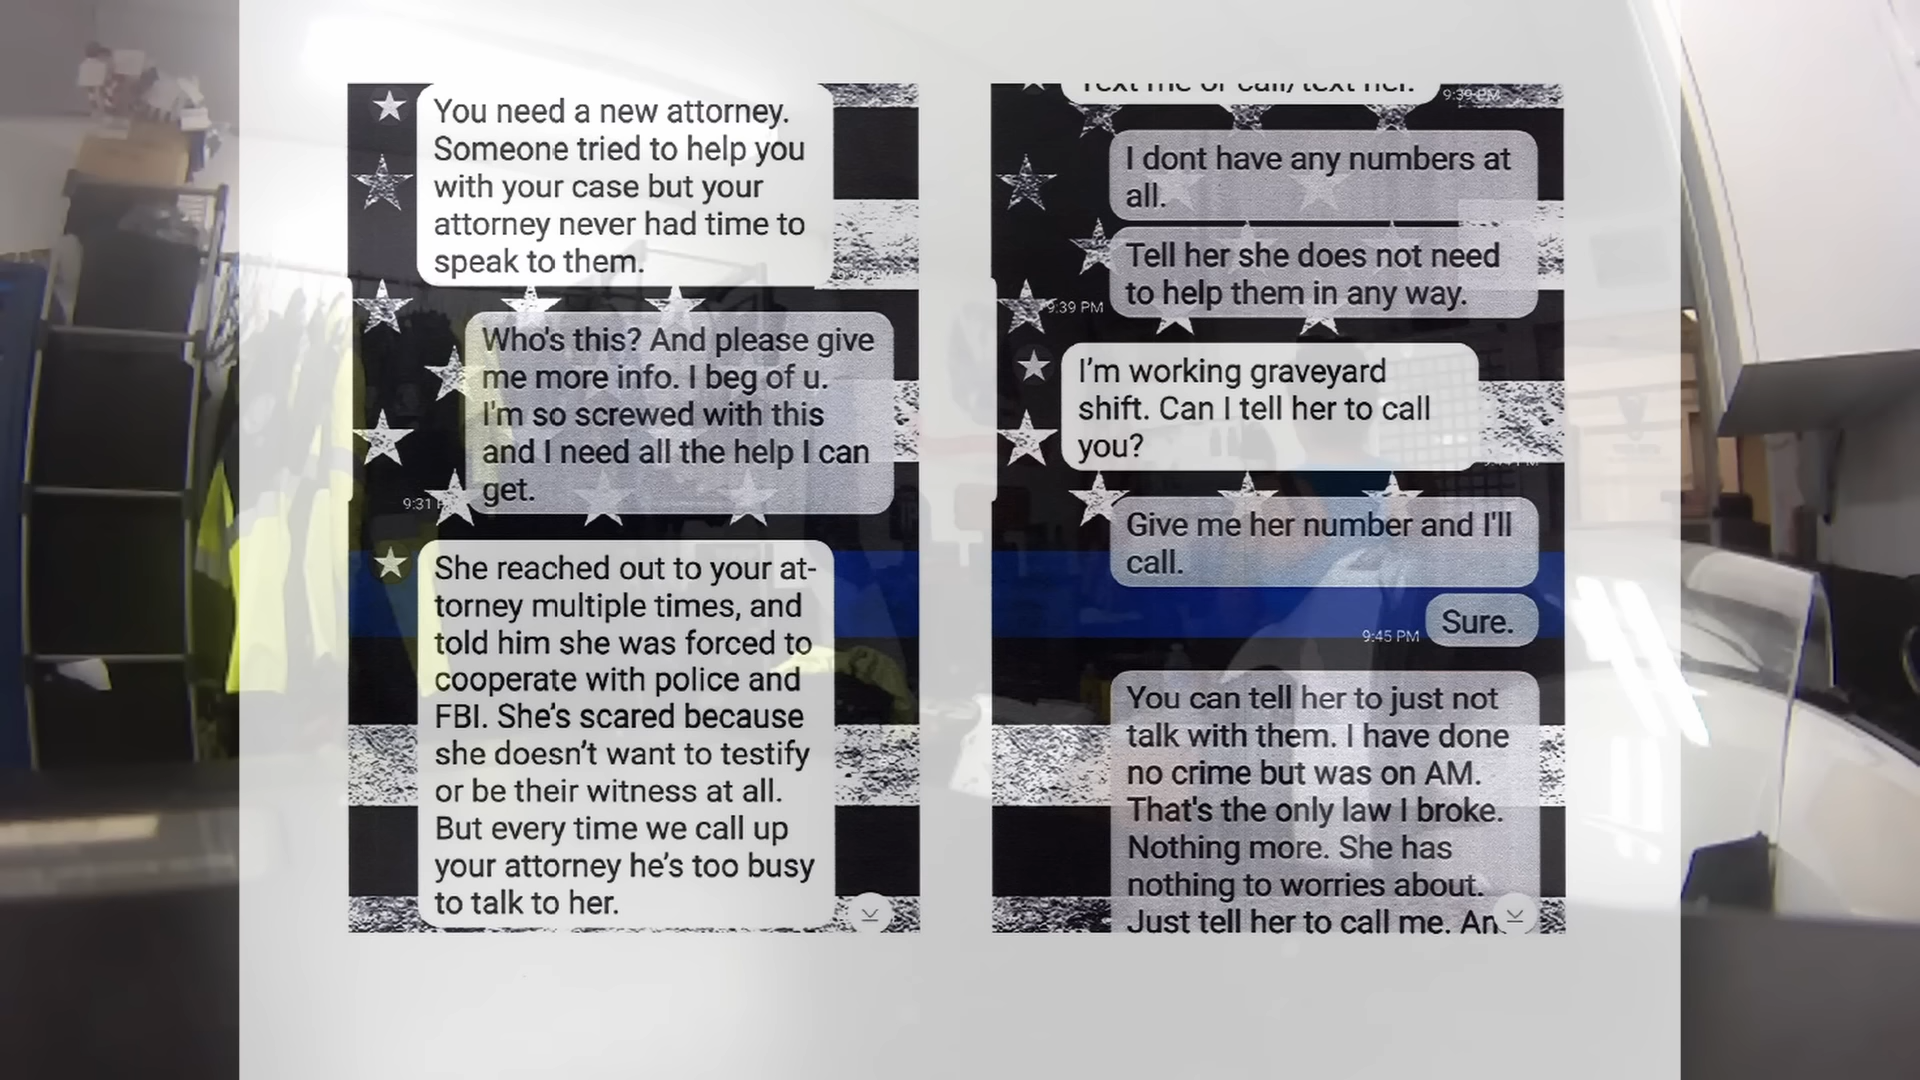 You need a new attorney.
Someone tried to help you
with your case but your
attorney never had time to
speak to them.
Who's this? And please give
me more info. I beg of u.
I'm so screwed with this
and I need all the help I can
get.
9:31
She reached out to your at-
torney multiple times, and
told him she was forced to
cooperate with police and
FBI. She's scared because
she doesn't want to testify
or be their witness at all.
But every time we call up
your attorney he's too busy
to talk to her.
Text me or call/text her.
9:39 PM
I dont have any numbers at
all.
Tell her she does not need
to help them in any way.
9:39 PM
I'm working graveyard
shift. Can I tell her to call
you?
Give me her number and I'll
call.
Sure.
9:45 PM
You can tell her to just not
talk with them. I have done
no crime but was on AM.
That's the only law I broke.
Nothing more. She has
nothing to worries about.
Just tell her to call me. An